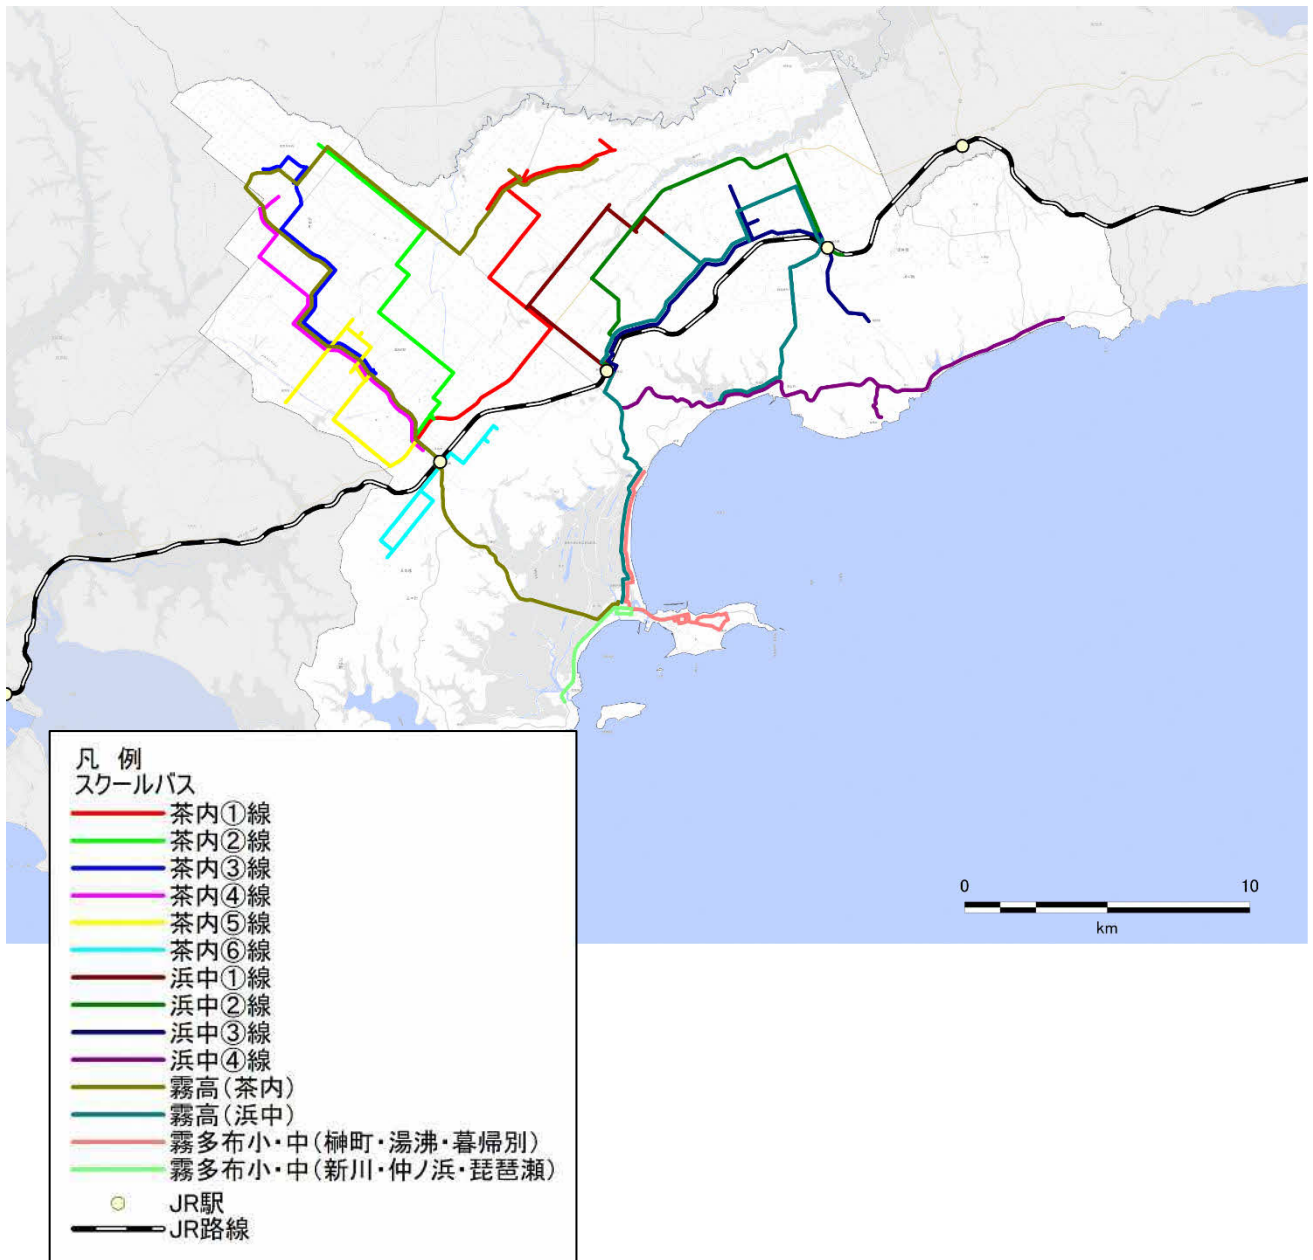 0 10
km
凡 例
スクールバス
茶内①線
茶内②線
茶内③線
茶内④線
茶内⑤線
茶内⑥線
浜中①線
浜中②線
浜中③線
浜中④線
霧高(茶内)
霧高(浜中)
霧多布小・中(榊町・湯沸・暮帰別)
霧多布小・中(新川・仲ノ浜・琵琶瀬)
JR駅
JR路線